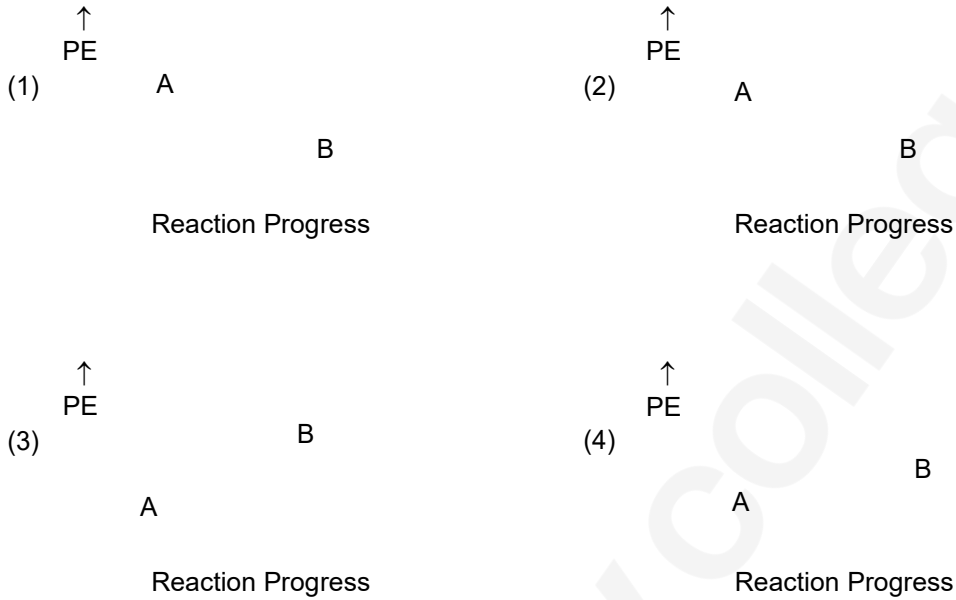 ↑ ↑
PE PE
(1) A (2) A
B B
Reaction Progress Reaction Progress
↑ ↑
PE PE
(3) B (4) B
A A
Reaction Progress Reaction Progress